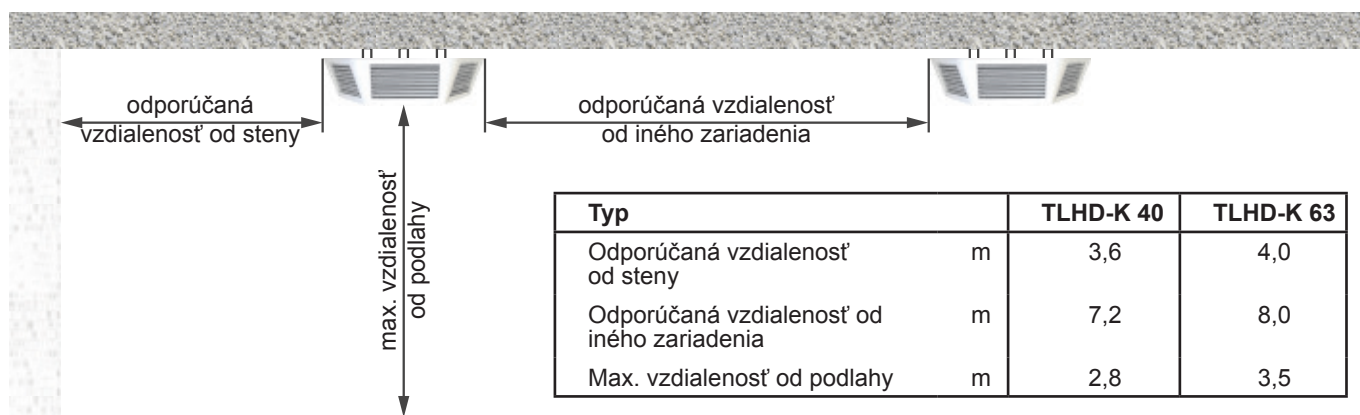 odporúčaná
vzdialenosť od steny
odporúčaná vzdialenosť
od iného zariadenia
max. vzdialenosť
od podlahy
Typ TLHD-K 40 TLHD-K 63
Odporúčaná vzdialenosť m 3,6 4,0
od steny
Odporúčaná vzdialenosť od m 7,2 8,0
iného zariadenia
Max. vzdialenosť od podlahy m 2,8 3,5